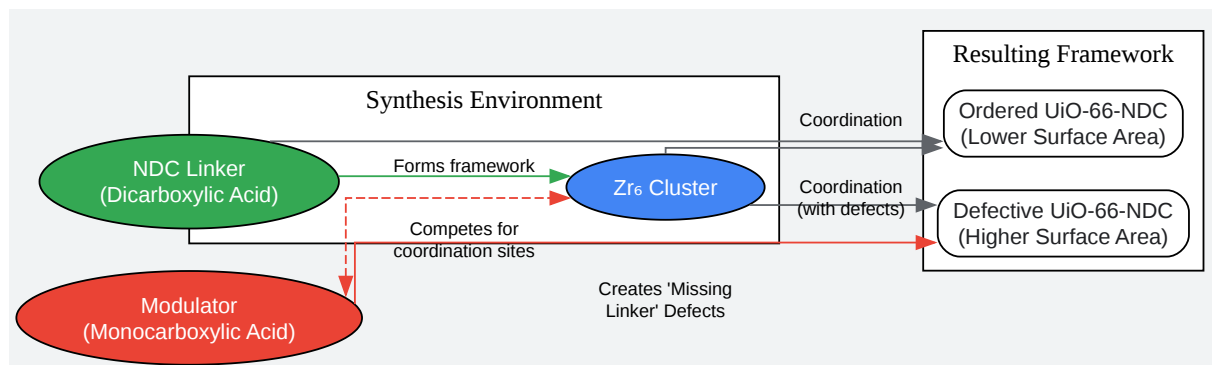 Resulting Framework
Synthesis Environment
Ordered UiO-66-NDC
(Lower Surface Area)
Coordination
NDC Linker
(Dicarboxylic Acid)
Forms framework
Zr₆ Cluster
Coordination
(with defects)
Defective UiO-66-NDC
(Higher Surface Area)
Competes for
coordination sites
Creates 'Missing
Linker' Defects
Modulator
(Monocarboxylic Acid)